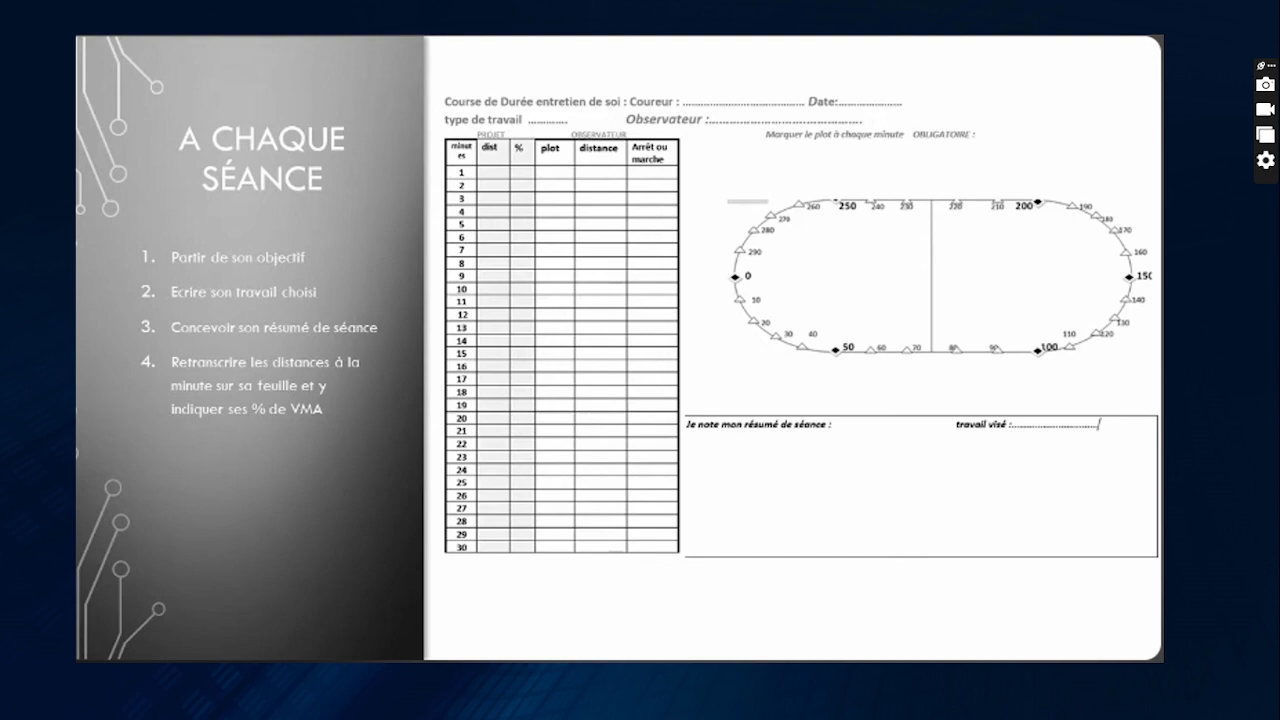 A CHAQUE
SÉANCE
1. Partir de son objectif
2. Ecrire son travail choisi
3. Concevoir son résumé de séance
4. Retranscrire les distances à la
minute sur sa feuille et y
indiquer ses % de VMA
Course de Durée entretien de soi : Coureur : ........................................ Date:.....................
type de travail ............. Observateur :................................................
PROJET OBSERVATEUR Marquer le plot à chaque minute OBLIGATOIRE :
minut
es dist % plot distance Arrêt ou
marche
1
2
3
4
5
6
7
8
9
10
11
12
13
14
15
16
17
18
19
20
21
22
23
24
25
26
27
28
29
30
260 250 240 230 220 210 200 190
270 180
280 170
290 160
0 150
10 140
20 130
30 40 110 120
50 60 70 80 90 100
Je note mon résumé de séance : travail visé :............................./